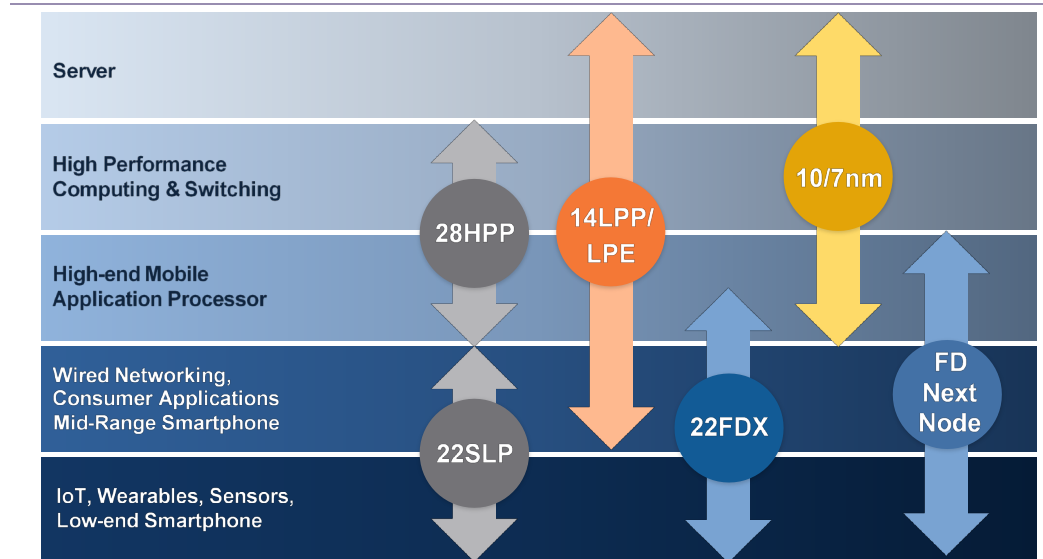 Server
High Performance
Computing & Switching
High-end Mobile
Application Processor
Wired Networking,
Consumer Applications
Mid-Range Smartphone
IoT, Wearables, Sensors,
Low-end Smartphone
28HPP
22SLP
14LPP/
LPE
22FDX
10/7nm
FD
Next
Node